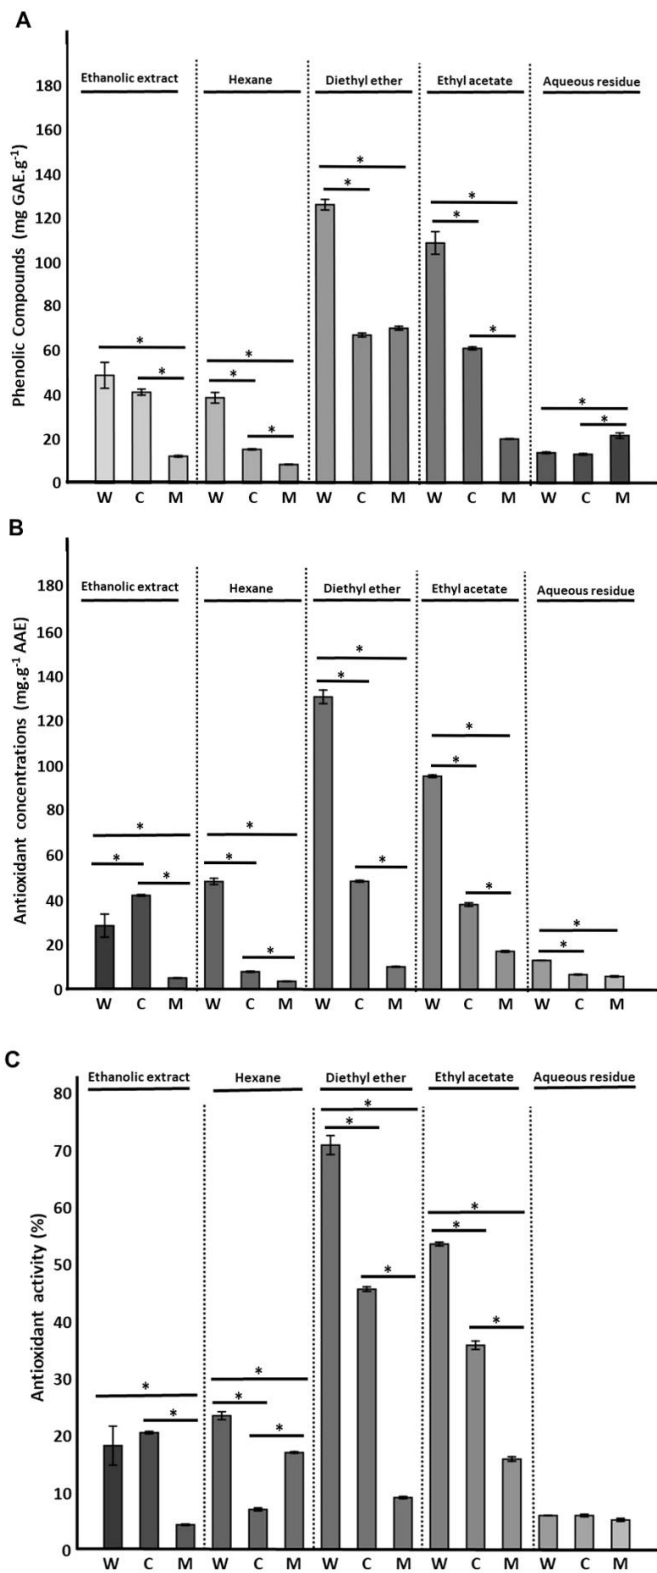 A
Phenolic Compounds (mg GAE.g⁻¹)
Ethanolic extract Hexane Diethyl ether Ethyl acetate Aqueous residue
180
160
140
120
100
80
60
40
20
0
* * * * * * * * * * * *
W C M W C M W C M W C M W C M
B
Antioxidant concentrations (mg.g⁻¹ AAE)
Ethanolic extract Hexane Diethyl ether Ethyl acetate Aqueous residue
180
160
140
120
100
80
60
40
20
0
* * * * * * * * * * * * * *
W C M W C M W C M W C M W C M
C
Antioxidant activity (%)
Ethanolic extract Hexane Diethyl ether Ethyl acetate Aqueous residue
80
70
60
50
40
30
20
10
0
* * * * * * * * * * *
W C M W C M W C M W C M W C M